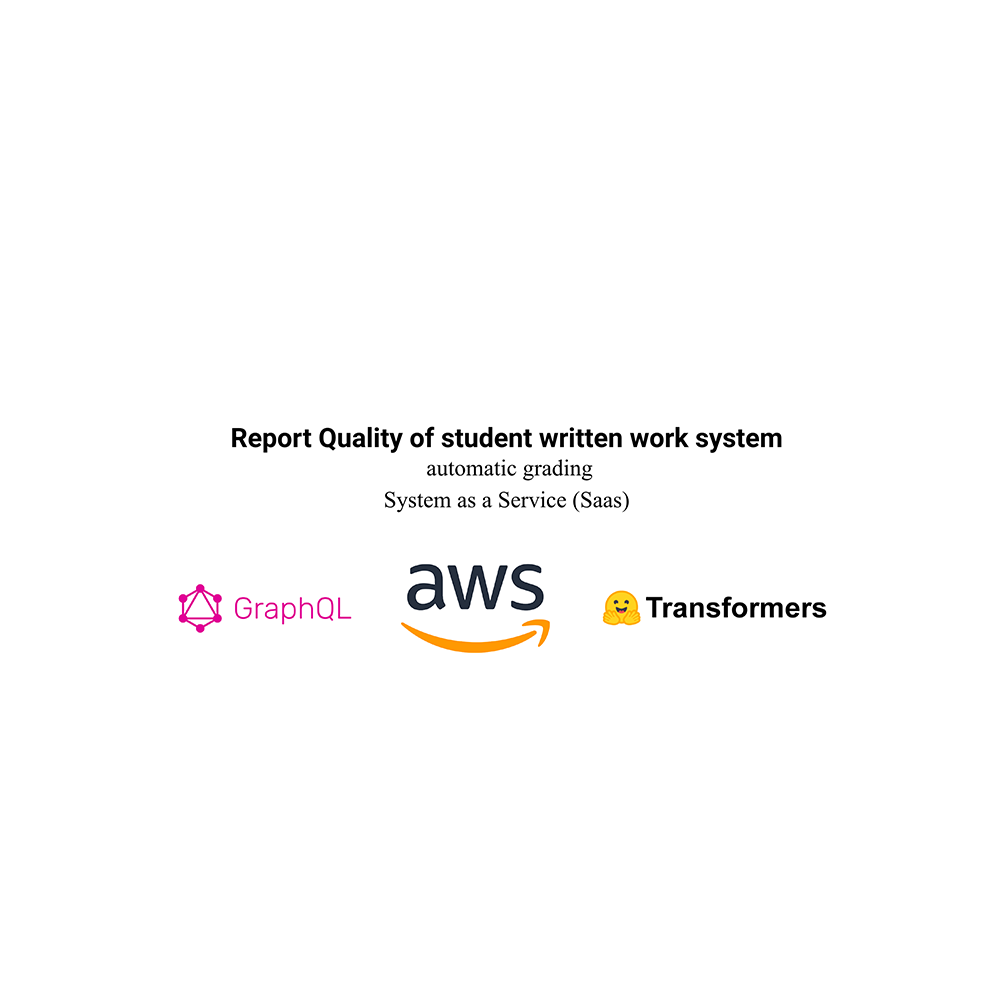 Report Quality of student written work system
automatic grading
System as a Service (Saas)
GraphQL
aws
Transformers